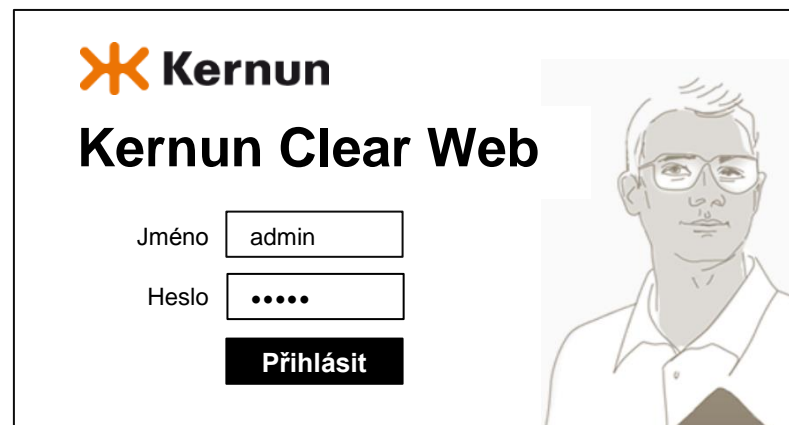 Kernun
Kernun Clear Web
Jméno admin
Heslo •••••
Přihlásit